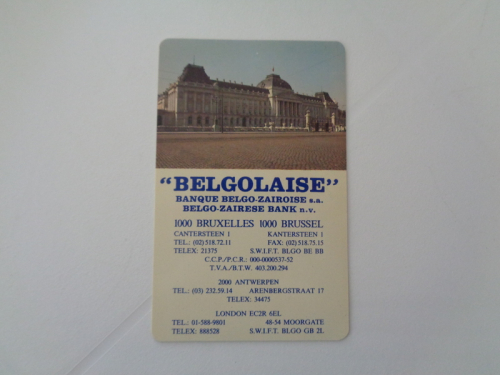 "BELGOLAISE"
BANQUE BELGO-ZAIROISE s.a.
BELGO-ZAIRESE BANK n.v.
1000 BRUXELLES 1000 BRUSSEL
CANTERSTEEN 1 KANTERSTEEN 1
TEL.: (02) 518.72.11 FAX: (02) 518.75.15
TELEX: 21375 S.W.I.F.T. BLGO BE BB
C.C.P./P.C.R.: 000-0000537-52
T.V.A./B.T.W. 403.200.294
2000 ANTWERPEN
TEL.: (03) 232.59.14 ARENBERGSTRAAT 17
TELEX: 34475
LONDON EC2R 6EL
TEL.: 01-588-9801 48-54 MOORGATE
TELEX: 888528 S.W.I.F.T. BLGO GB 2L